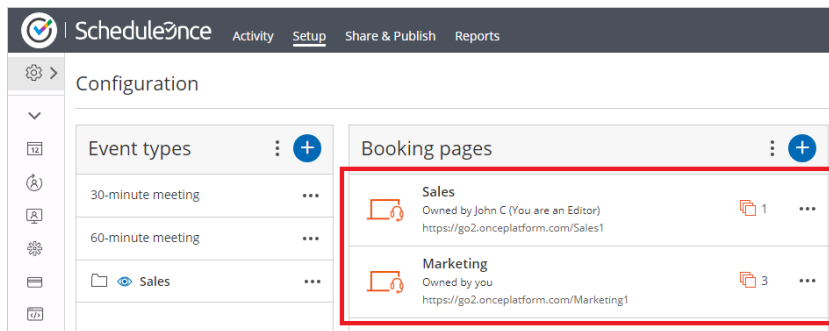 ScheduleOnce Activity Setup Share & Publish Reports
Configuration
Event types
30-minute meeting
60-minute meeting
Sales
Booking pages
Sales
Owned by John C (You are an Editor)
https://go2.onceplatform.com/Sales1
1
Marketing
Owned by you
https://go2.onceplatform.com/Marketing1
3
12